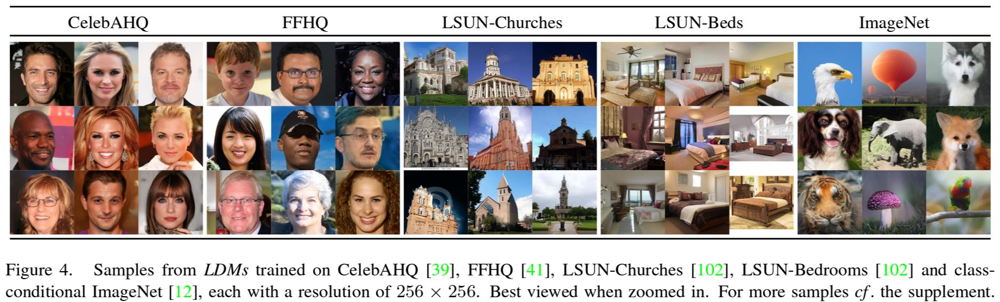 CelebAHQ FFHQ LSUN-Churches LSUN-Beds ImageNet
Figure 4. Samples from LDMs trained on CelebAHQ [39], FFHQ [41], LSUN-Churches [102], LSUN-Bedrooms [102] and class-
conditional ImageNet [12], each with a resolution of 256 × 256. Best viewed when zoomed in. For more samples cf. the supplement.